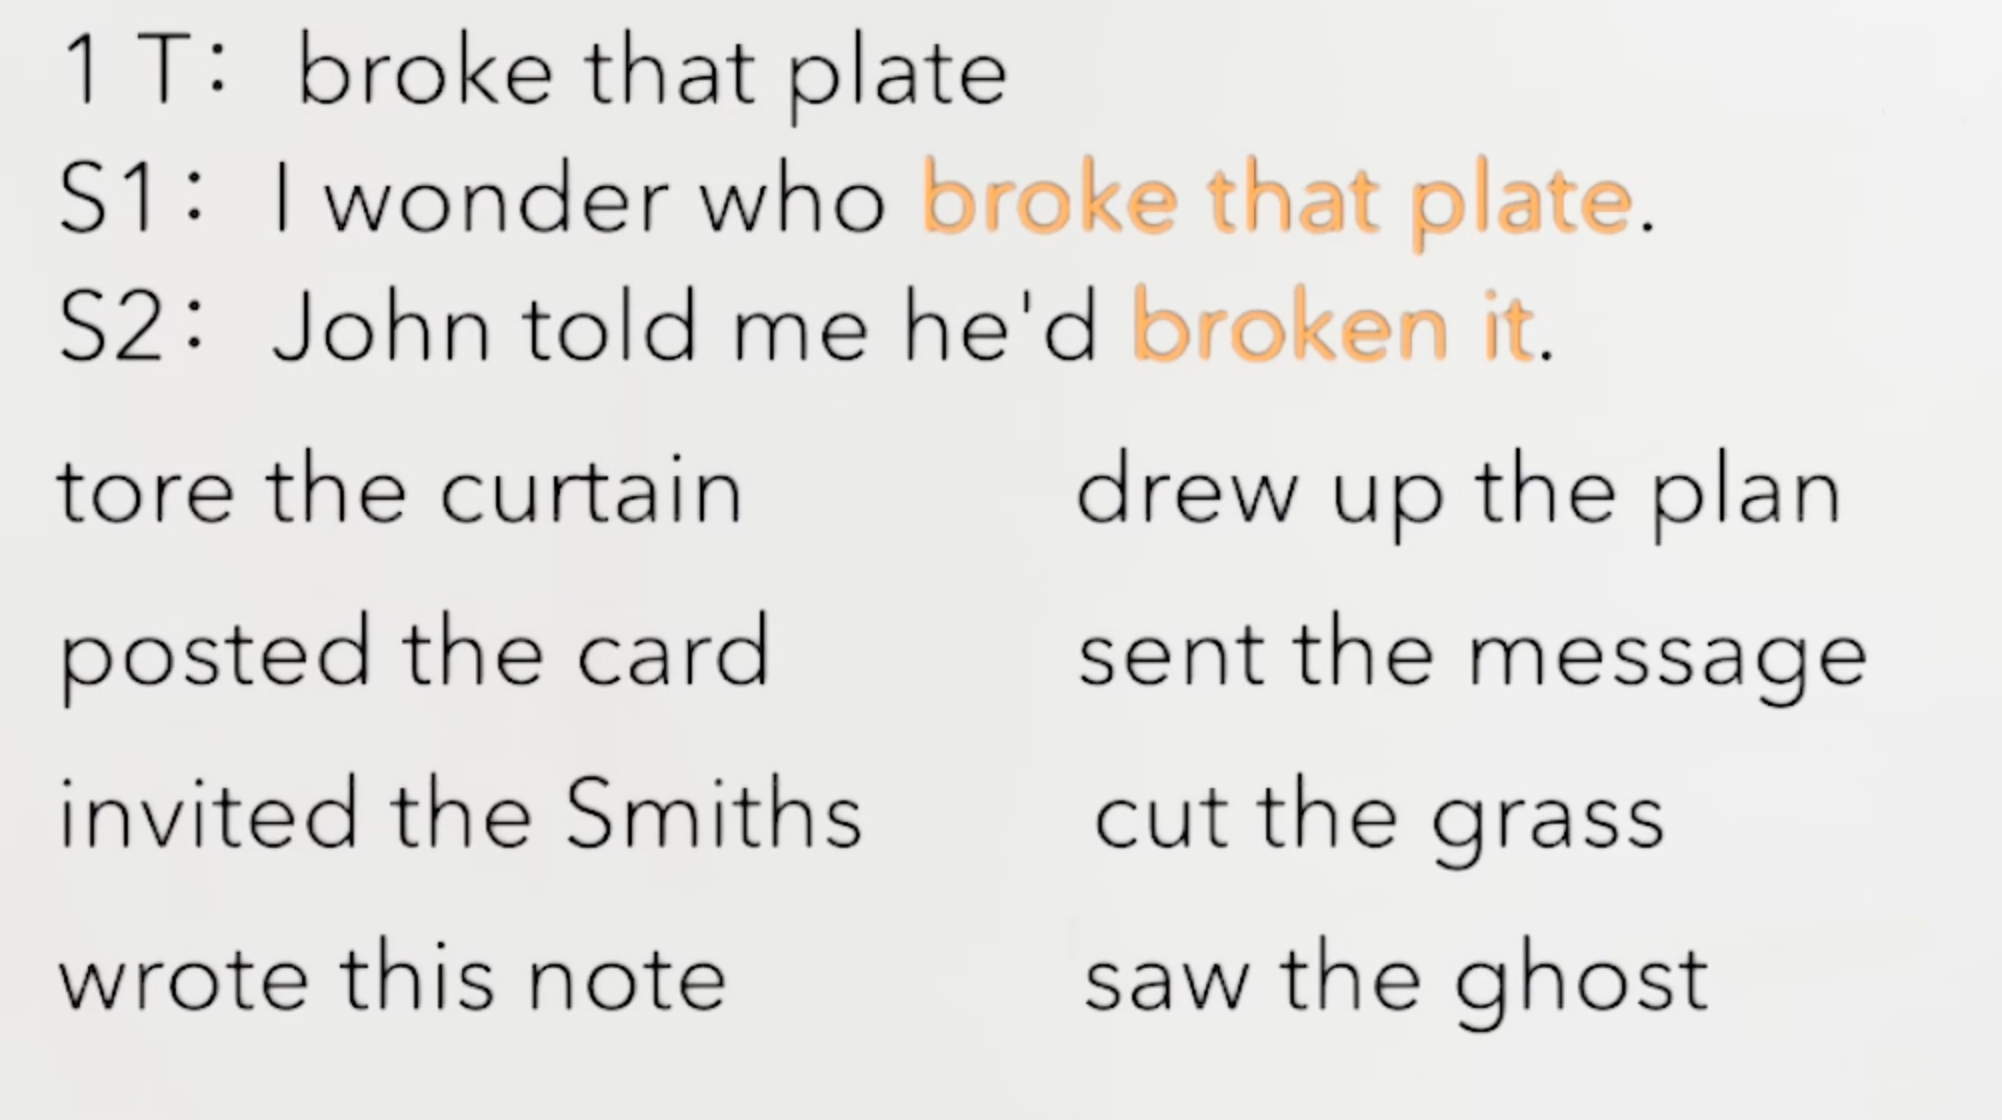 1 T: broke that plate
S1: I wonder who broke that plate.
S2: John told me he'd broken it.
tore the curtain drew up the plan
posted the card sent the message
invited the Smiths cut the grass
wrote this note saw the ghost